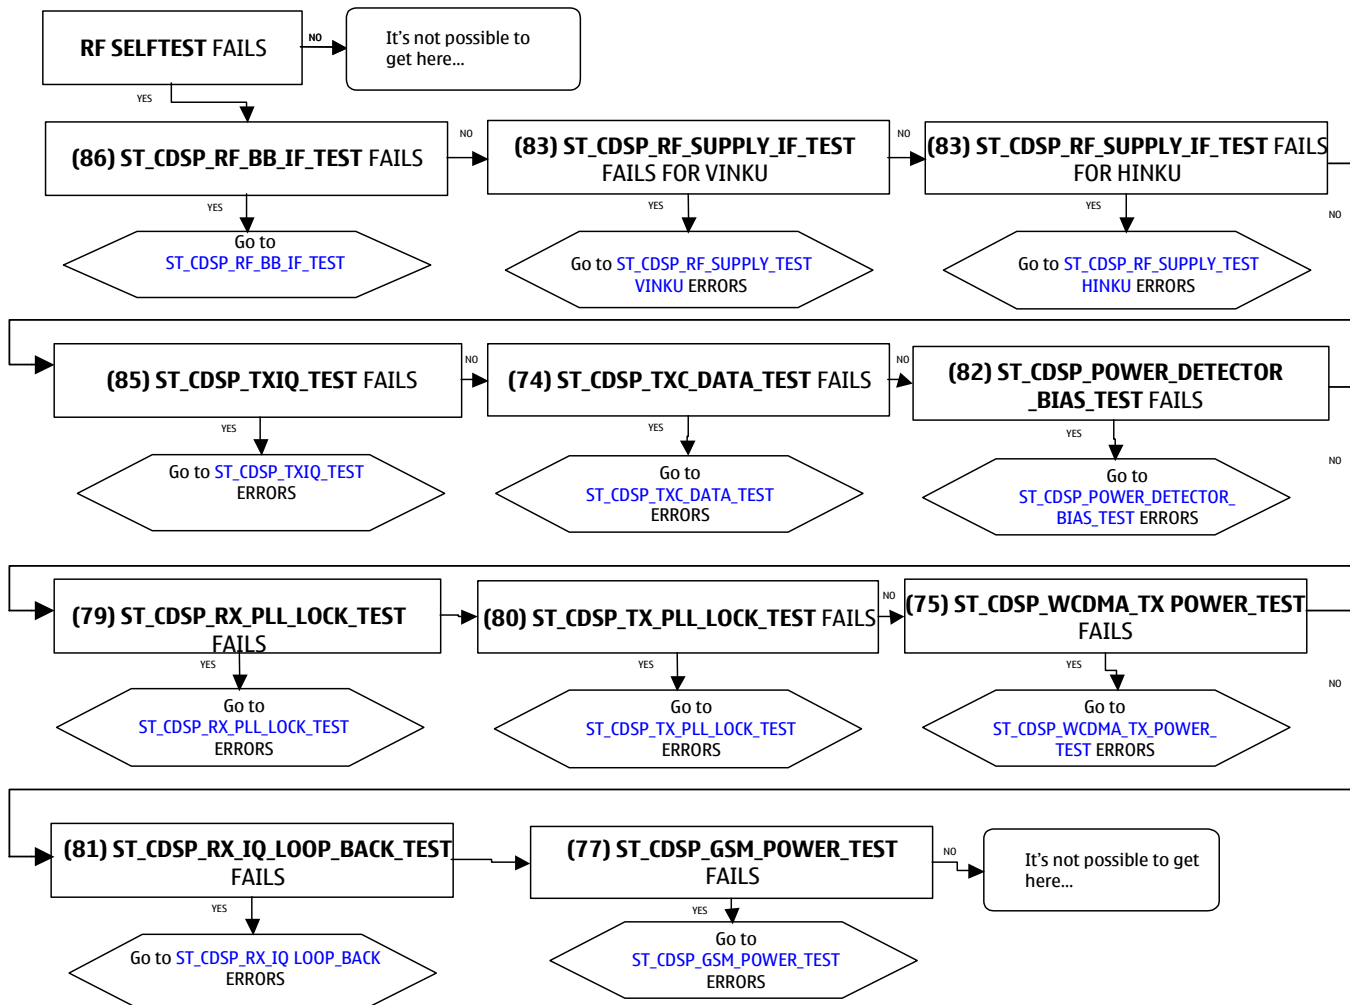 RF SELFTEST FAILS
NO
It's not possible to
get here...
YES
(86) ST_CDSP_RF_BB_IF_TEST FAILS
NO
(83) ST_CDSP_RF_SUPPLY_IF_TEST
FAILS FOR VINKU
NO
(83) ST_CDSP_RF_SUPPLY_IF_TEST FAILS
FOR HINKU
NO
YES
Go to
ST_CDSP_RF_BB_IF_TEST
YES
Go to ST_CDSP_RF_SUPPLY_TEST
VINKU ERRORS
YES
Go to ST_CDSP_RF_SUPPLY_TEST
HINKU ERRORS
(85) ST_CDSP_TXIQ_TEST FAILS
NO
(74) ST_CDSP_TXC_DATA_TEST FAILS
NO
(82) ST_CDSP_POWER_DETECTOR
_BIAS_TEST FAILS
NO
YES
Go to ST_CDSP_TXIQ_TEST
ERRORS
YES
Go to
ST_CDSP_TXC_DATA_TEST
ERRORS
YES
Go to
ST_CDSP_POWER_DETECTOR_
BIAS_TEST ERRORS
(79) ST_CDSP_RX_PLL_LOCK_TEST
FAILS
(80) ST_CDSP_TX_PLL_LOCK_TEST FAILS
NO
(75) ST_CDSP_WCDMA_TX POWER_TEST
FAILS
NO
YES
Go to
ST_CDSP_RX_PLL_LOCK_TEST
ERRORS
YES
Go to
ST_CDSP_TX_PLL_LOCK_TEST
ERRORS
YES
Go to
ST_CDSP_WCDMA_TX_POWER_
TEST ERRORS
(81) ST_CDSP_RX_IQ_LOOP_BACK_TEST
FAILS
(77) ST_CDSP_GSM_POWER_TEST
FAILS
NO
It's not possible to get
here...
YES
Go to ST_CDSP_RX_IQ LOOP_BACK
ERRORS
YES
Go to
ST_CDSP_GSM_POWER_TEST
ERRORS